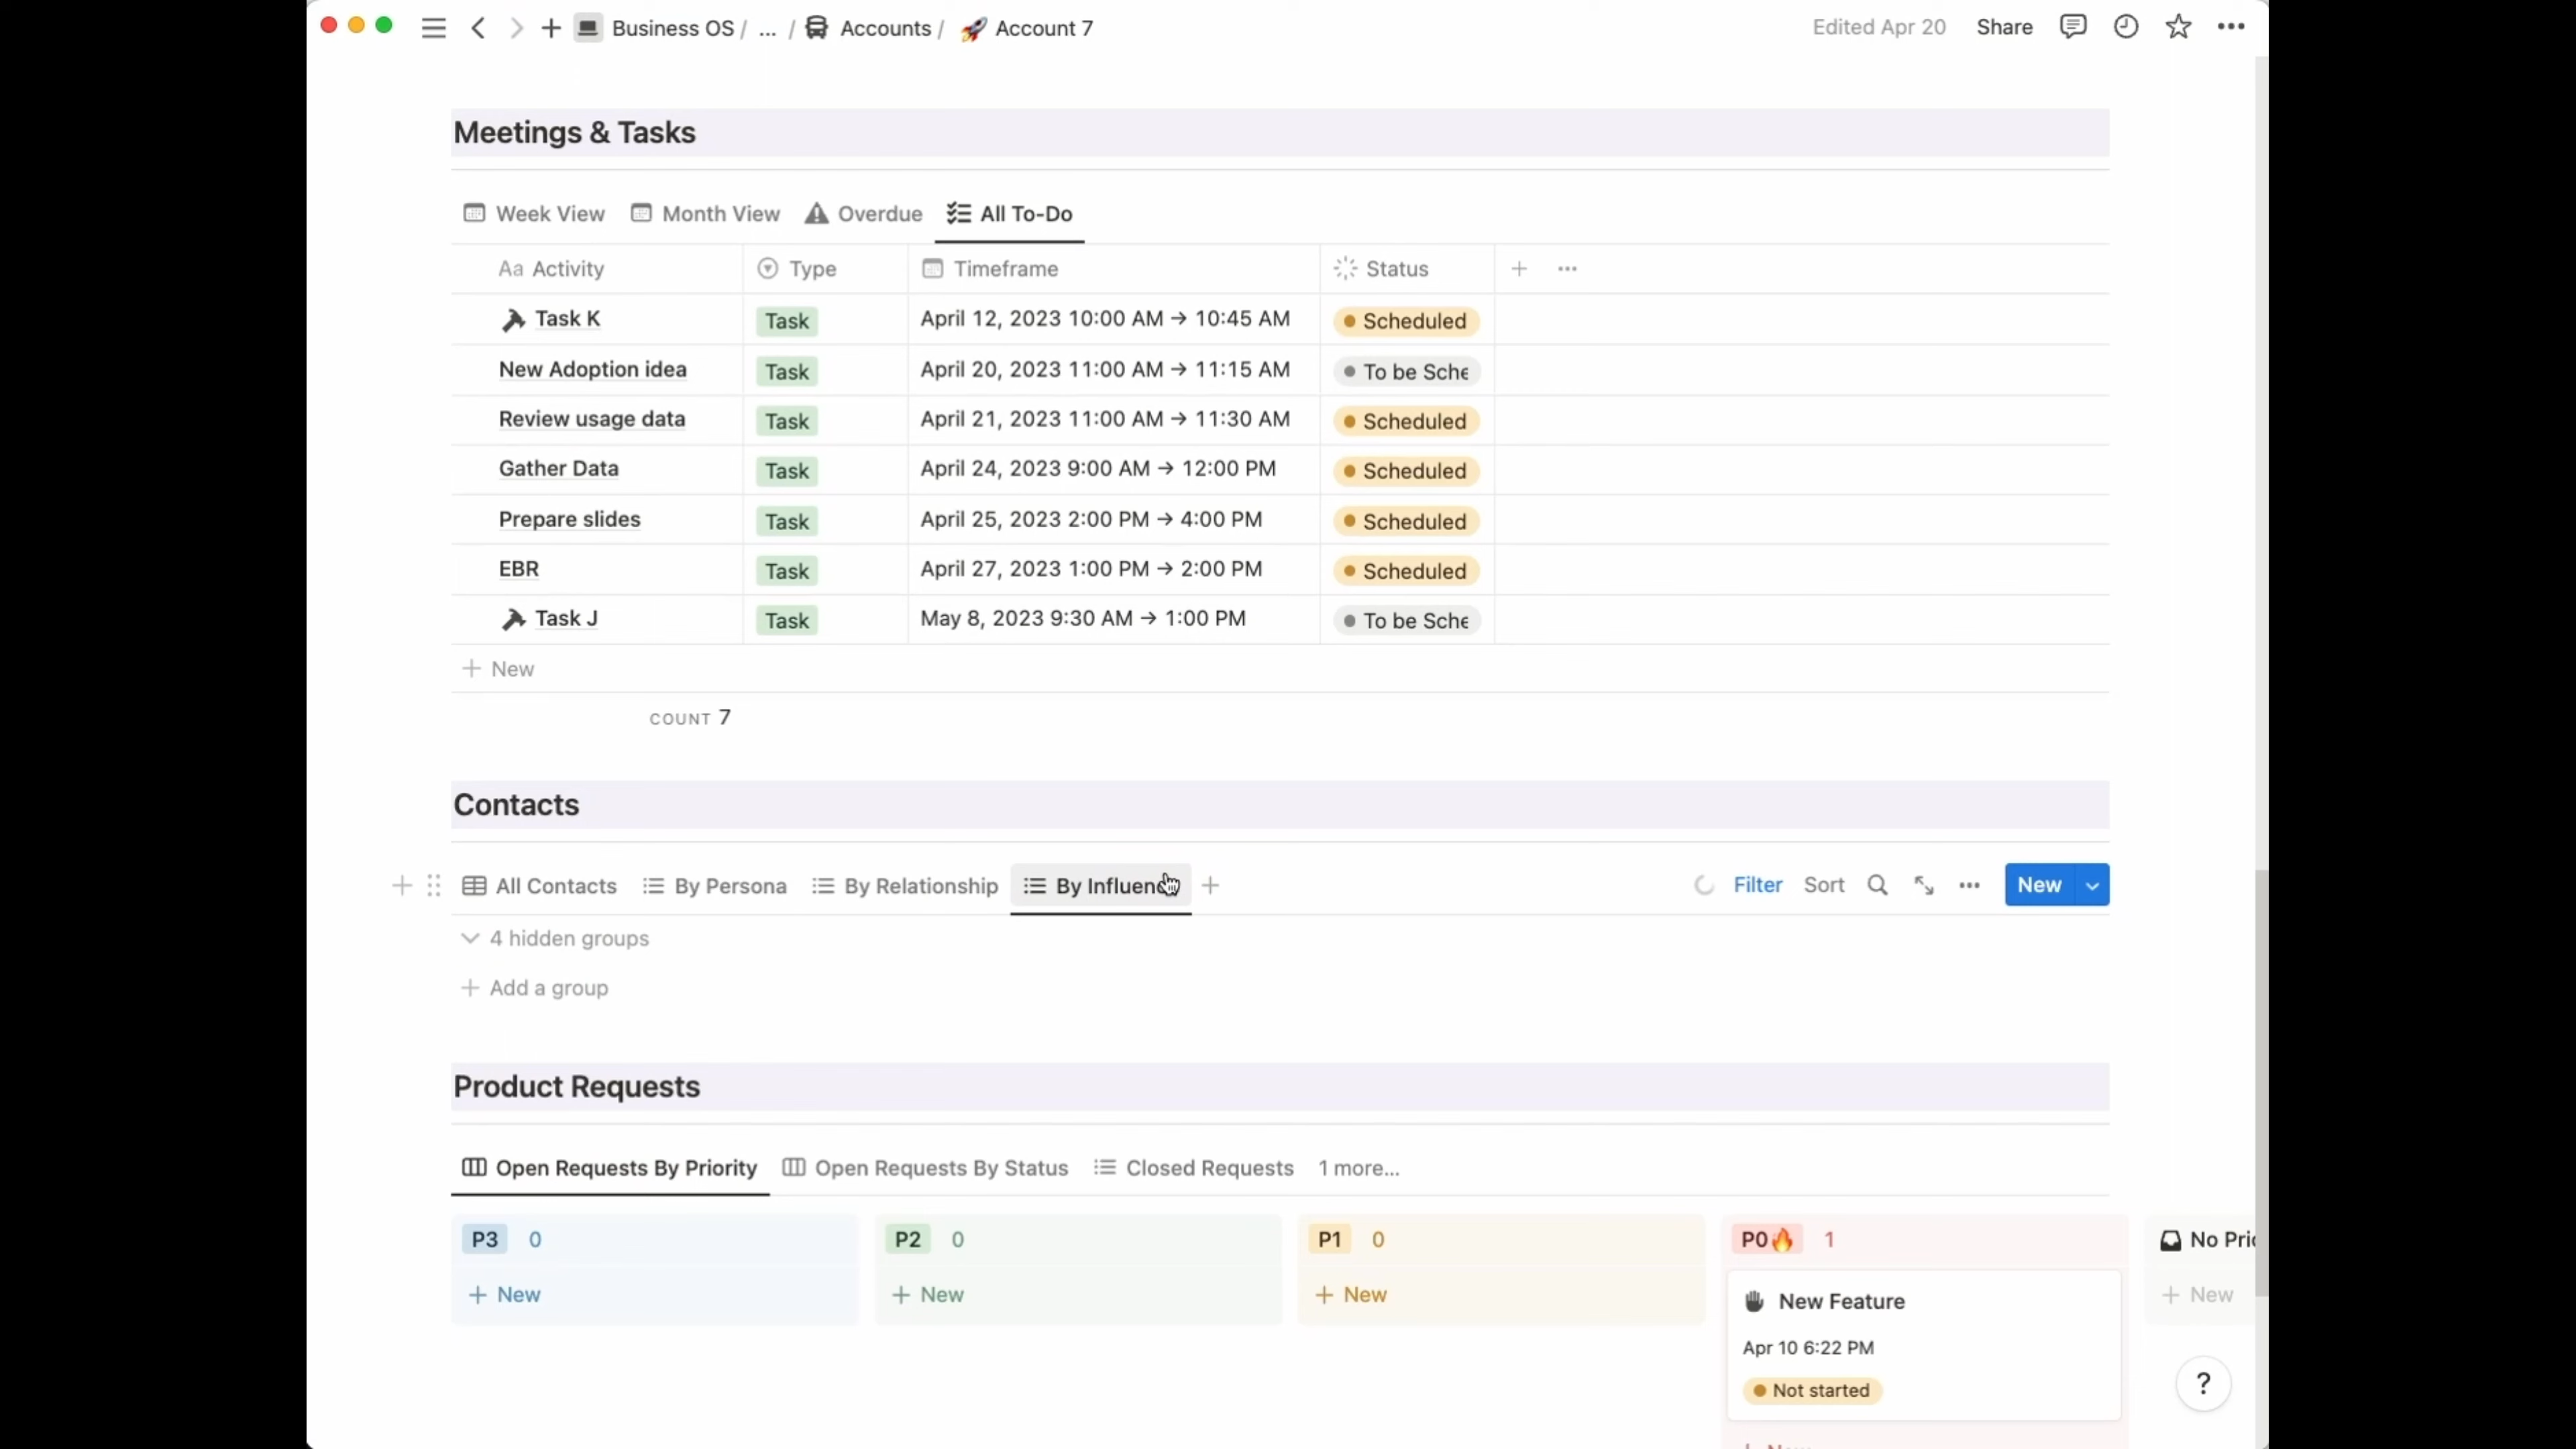 Business OS / ... / Accounts / 🚀 Account 7 Edited Apr 20 Share
Meetings & Tasks
Week View Month View Overdue All To-Do
Aa Activity Type Timeframe Status
Task K Task April 12, 2023 10:00 AM → 10:45 AM Scheduled
New Adoption idea Task April 20, 2023 11:00 AM → 11:15 AM To be Sche
Review usage data Task April 21, 2023 11:00 AM → 11:30 AM Scheduled
Gather Data Task April 24, 2023 9:00 AM → 12:00 PM Scheduled
Prepare slides Task April 25, 2023 2:00 PM → 4:00 PM Scheduled
EBR Task April 27, 2023 1:00 PM → 2:00 PM Scheduled
Task J Task May 8, 2023 9:30 AM → 1:00 PM To be Sche
+ New
COUNT 7
Contacts
All Contacts By Persona By Relationship By Influenc Filter Sort New
4 hidden groups
+ Add a group
Product Requests
Open Requests By Priority Open Requests By Status Closed Requests 1 more...
P3 0 P2 0 P1 0 P0🔥 1 No Prio
+ New + New + New New Feature + New
Apr 10 6:22 PM
Not started
?